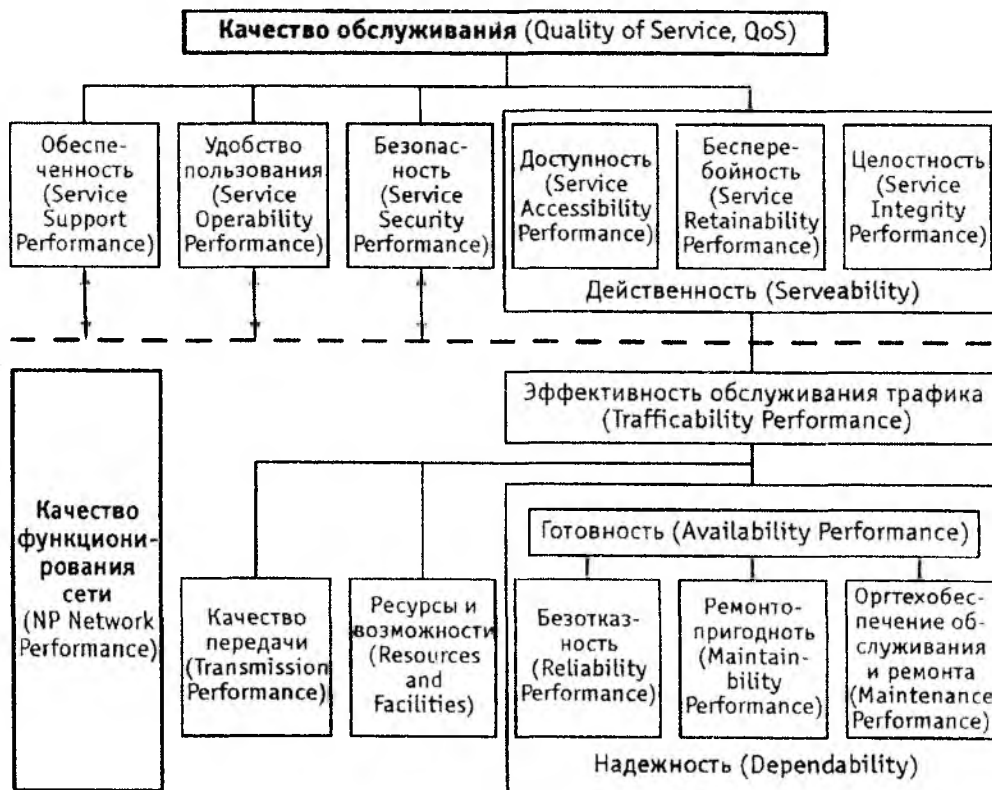 Качество обслуживания (Quality of Service, QoS)
Обеспе-
ченность
(Service
Support
Performance)
Удобство
пользования
(Service
Operability
Performance)
Безопас-
ность
(Service
Security
Performance)
Доступность
(Service
Accessibility
Performance)
Беспере-
бойность
(Service
Retainability
Performance)
Целостность
(Service
Integrity
Performance)
Действенность (Serveability)
Эффективность обслуживания трафика
(Trafficability Performance)
Качество
функциони-
рования
сети
(NP Network
Performance)
Качество
передачи
(Transmission
Performance)
Ресурсы и
возможности
(Resources
and
Facilities)
Готовность (Availability Performance)
Безотказ-
ность
(Reliability
Performance)
Ремонто-
пригодноть
(Maintain-
bility
Performance)
Оргтехобес-
печение об-
служивания
и ремонта
(Maintenance
Performance)
Надежность (Dependability)